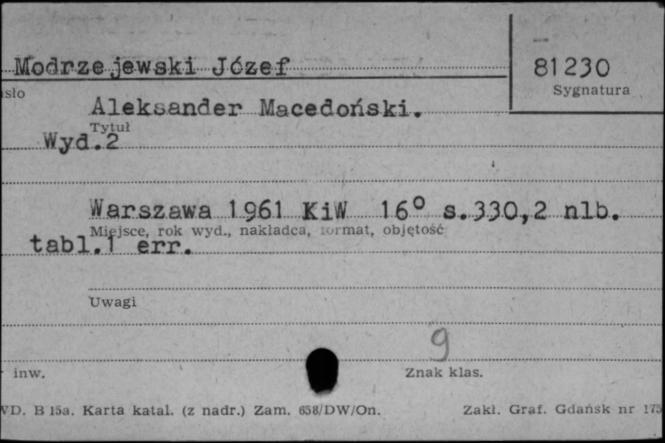 Modrzejewski Józef
81230
Sygnatura
Aleksander Macedoński.
Tytuł
Wyd.2
Warszawa 1961 KiW 16° s.330,2 nlb.
Miejsce, rok wyd., nakładca, format, objętość
tabl.1 err.
Uwagi
9
inw.
Znak klas.
B 15a. Karta katal. (z nadr.) Zam. 658/DW/On.
Zakł. Graf. Gdańsk nr